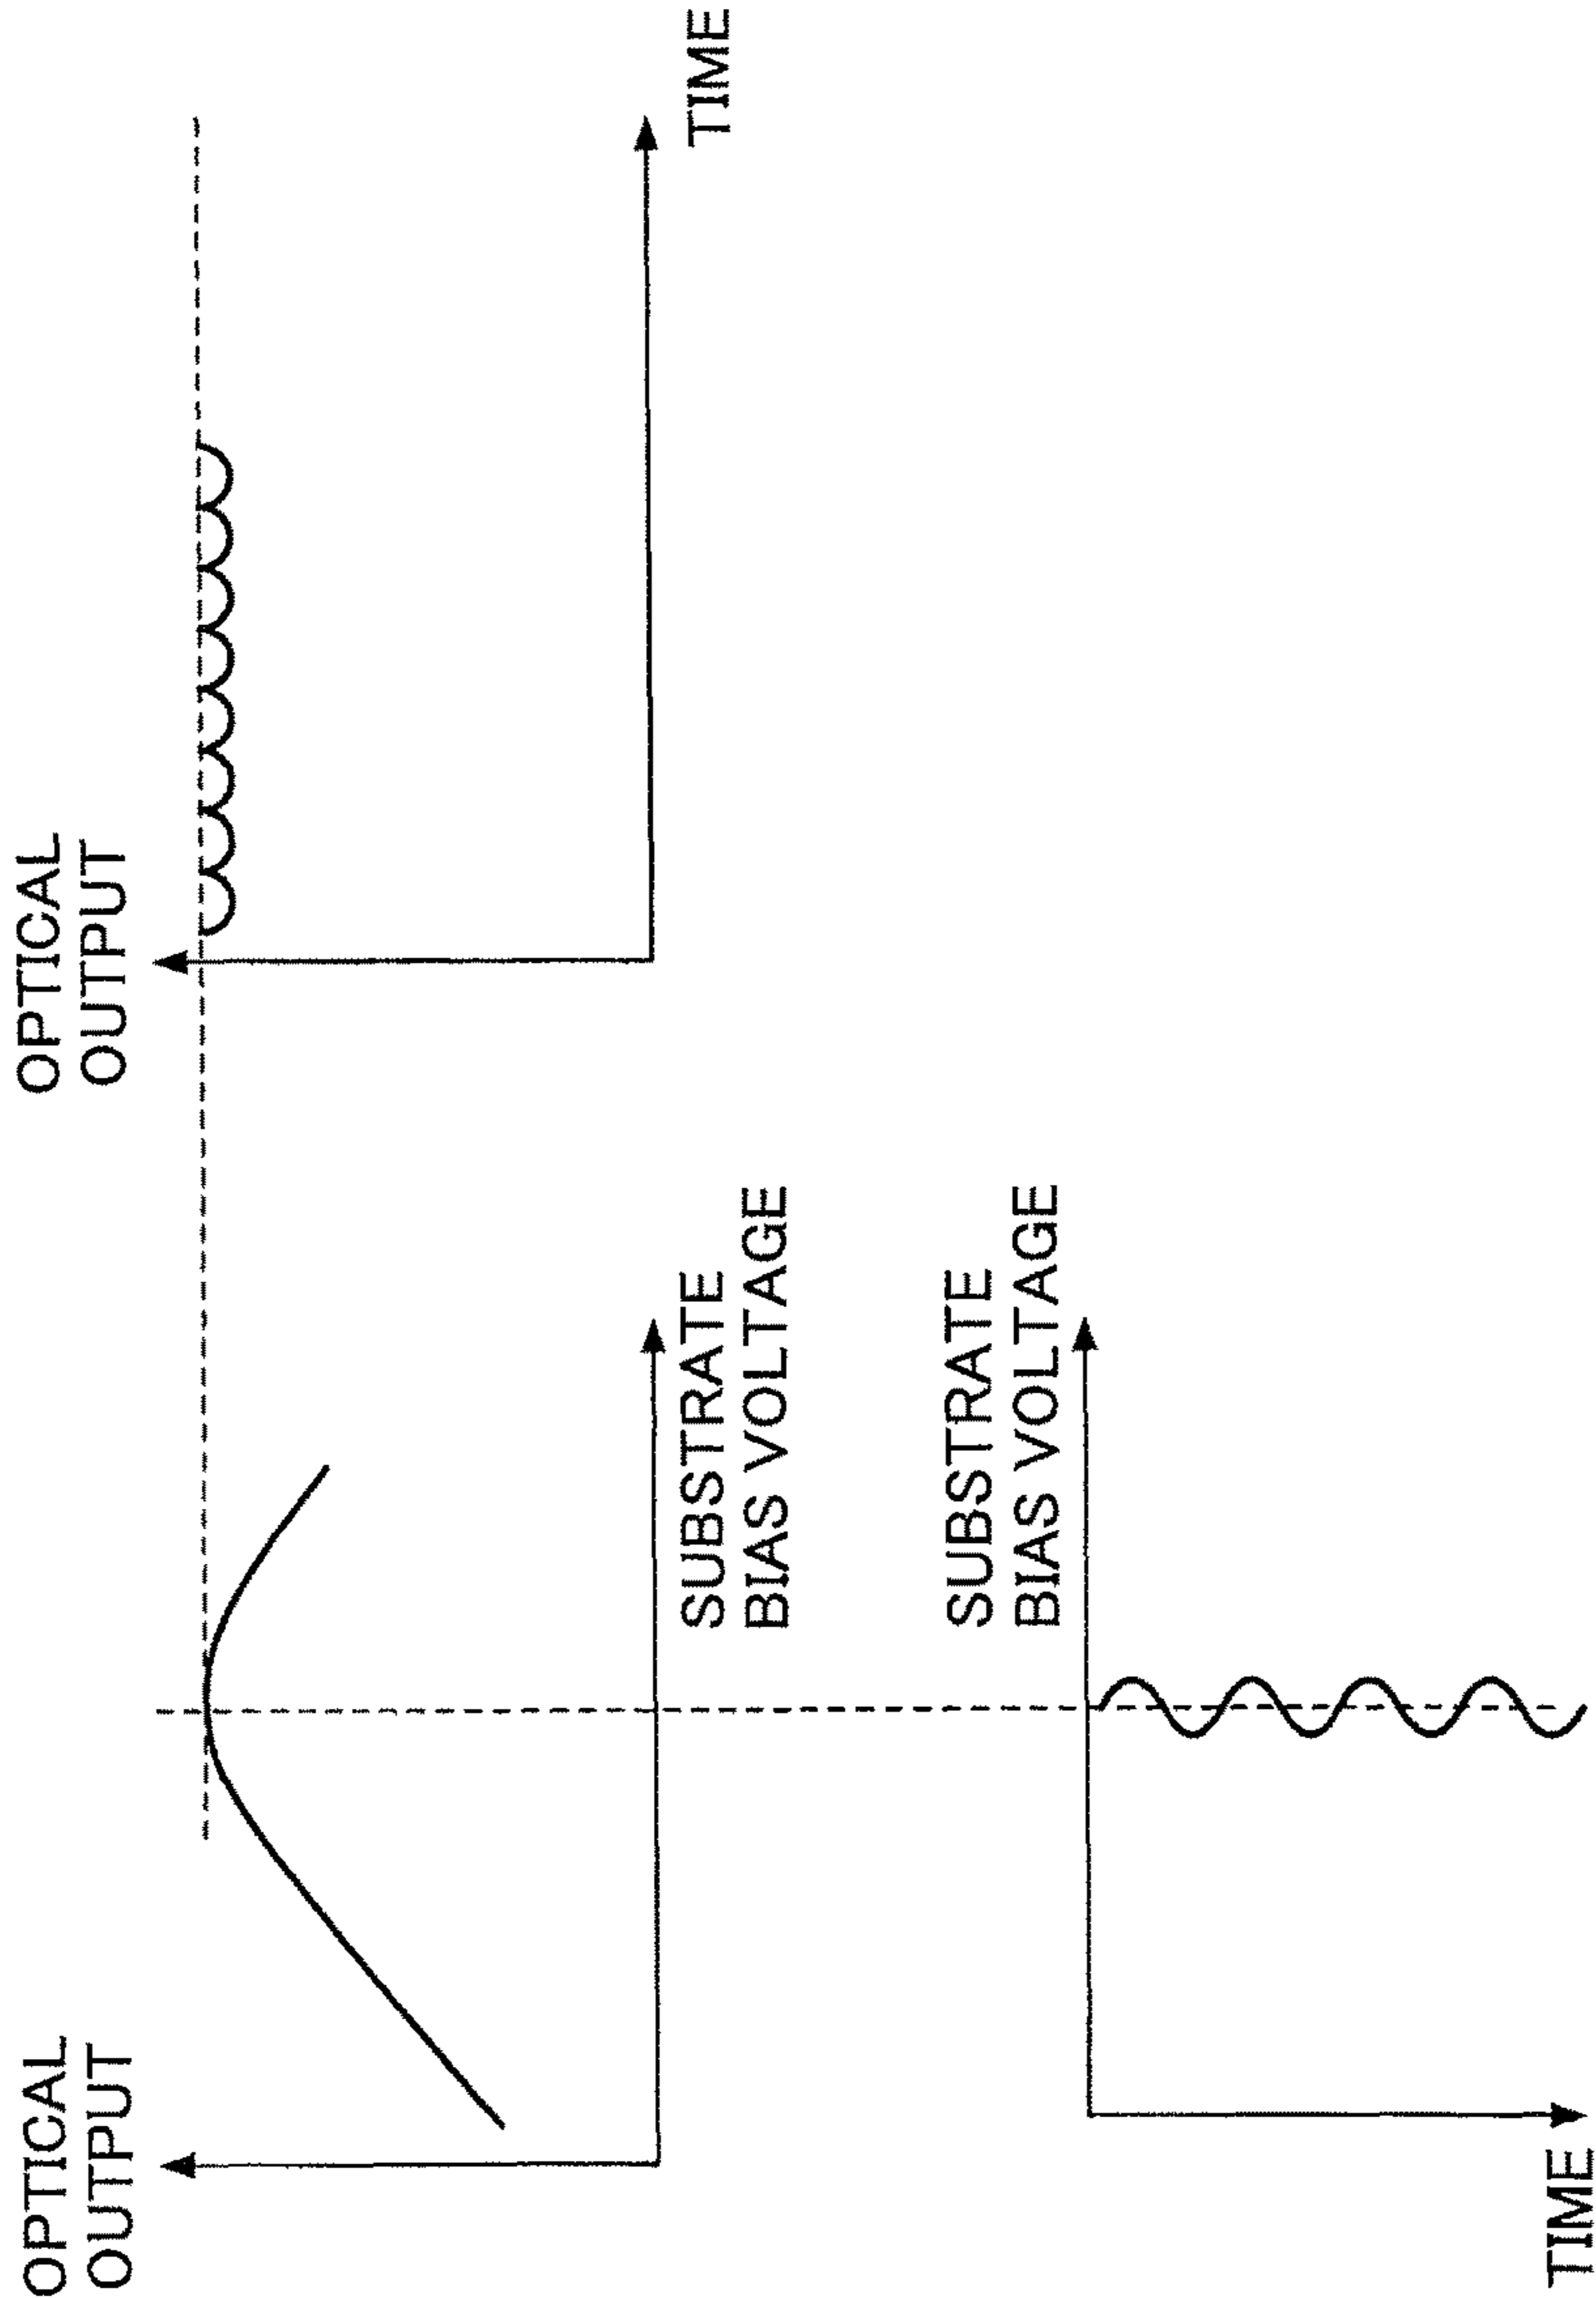 OPTICAL
OUTPUT
OPTICAL
OUTPUT
SUBSTRATE
BIAS VOLTAGE
TIME
SUBSTRATE
BIAS VOLTAGE
TIME